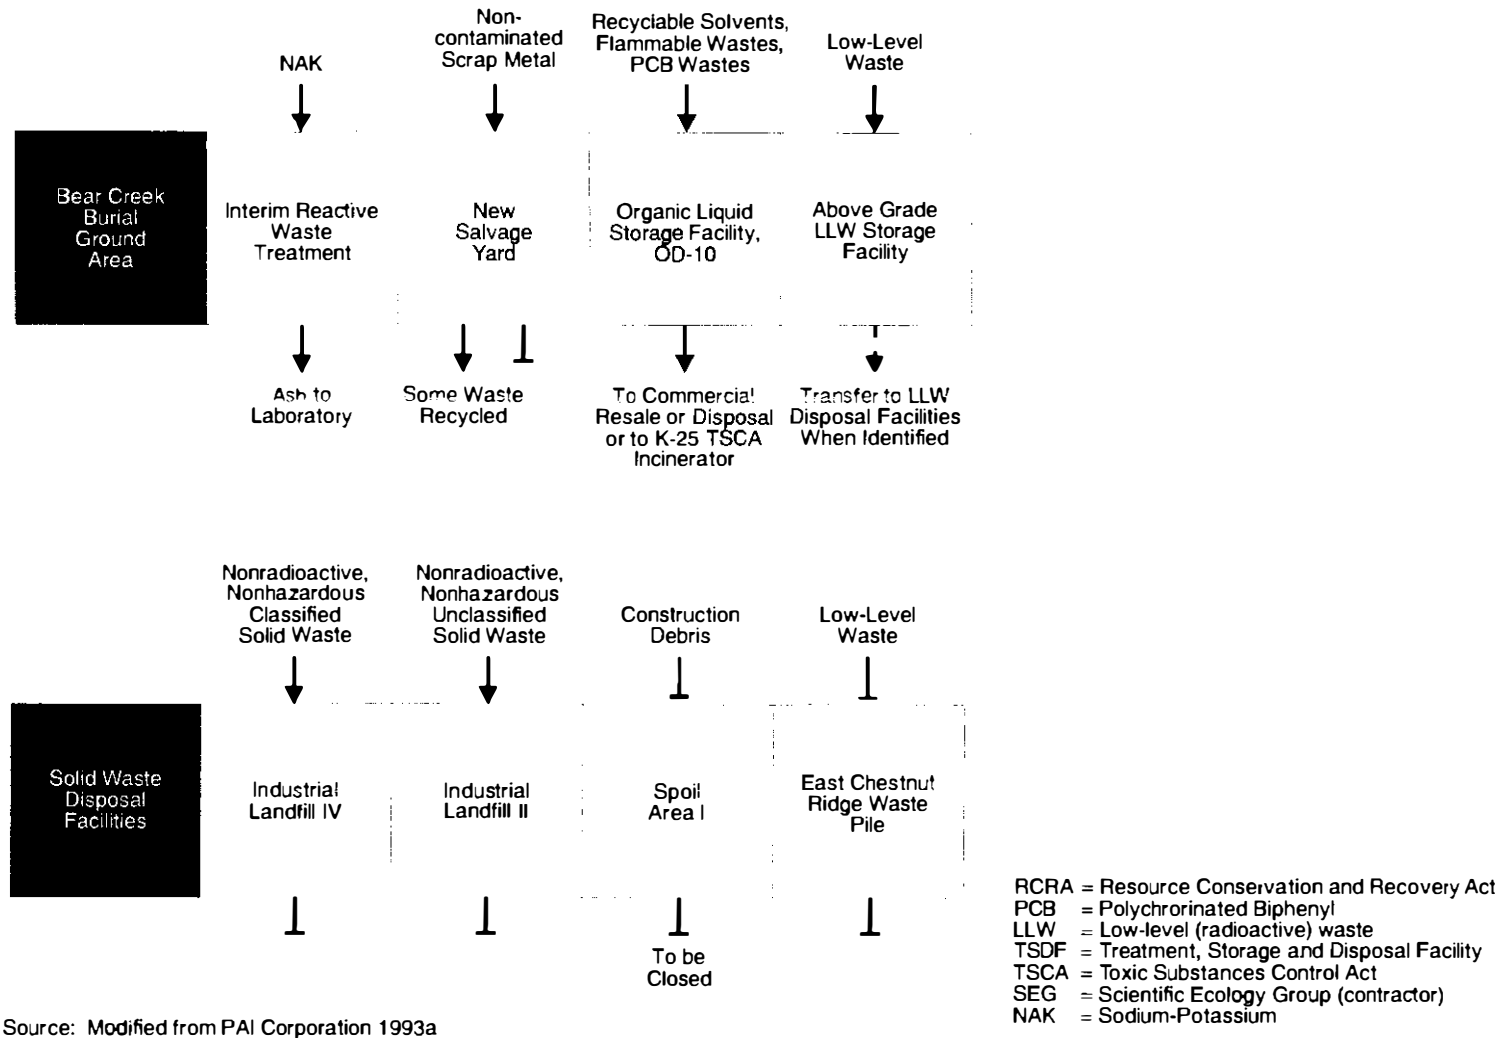 NAK
Non-
contaminated
Scrap Metal
Recyclable Solvents,
Flammable Wastes,
PCB Wastes
Low-Level
Waste
Bear Creek
Burial
Ground
Area
Interim Reactive
Waste
Treatment
New
Salvage
Yard
Organic Liquid
Storage Facility,
OD-10
Above Grade
LLW Storage
Facility
Ash to
Laboratory
Some Waste
Recycled
To Commercial
Resale or Disposal
or to K-25 TSCA
Incinerator
Transfer to LLW
Disposal Facilities
When Identified
Nonradioactive,
Nonhazardous
Classified
Solid Waste
Nonradioactive,
Nonhazardous
Unclassified
Solid Waste
Construction
Debris
Low-Level
Waste
Solid Waste
Disposal
Facilities
Industrial
Landfill IV
Industrial
Landfill II
Spoil
Area I
East Chestnut
Ridge Waste
Pile
To be
Closed
RCRA = Resource Conservation and Recovery Act
PCB = Polychrorinated Biphenyl
LLW = Low-level (radioactive) waste
TSDF = Treatment, Storage and Disposal Facility
TSCA = Toxic Substances Control Act
SEG = Scientific Ecology Group (contractor)
NAK = Sodium-Potassium
Source: Modified from PAI Corporation 1993a